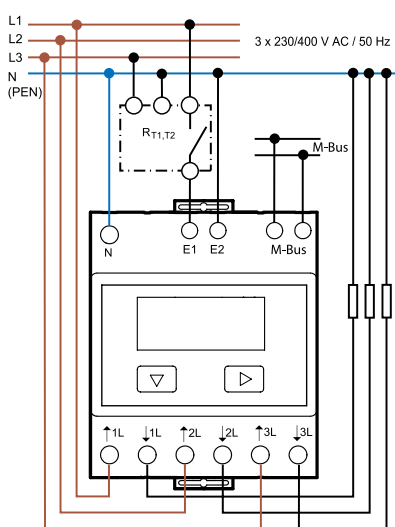 L1
L2
3 x 230/400 V AC / 50 Hz
L3
N
(PEN)
RT1,T2
M-Bus
N
E1
E2
M-Bus
↑1L
↓1L
↑2L
↓2L
↑3L
↓3L